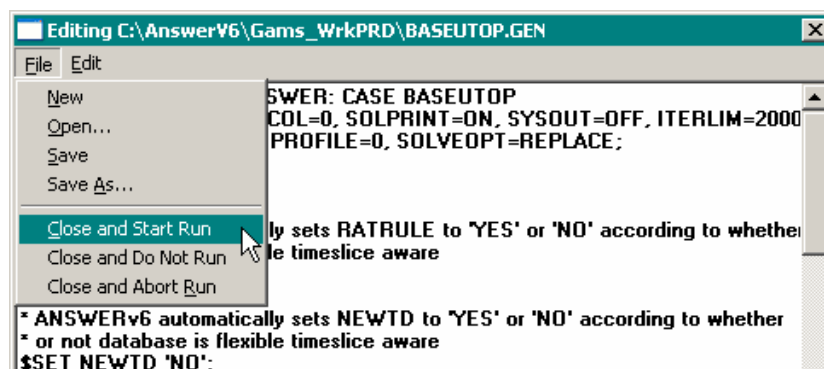 Editing C:\AnswerV6\Gams_WrkPRD\BASEUTOP.GEN
File Edit
New
Open...
Save
Save As...
Close and Start Run
Close and Do Not Run
Close and Abort Run
SWER: CASE BASEUTOP
COL=0, SOLPRINT=ON, SYSOUT=OFF, ITERLIM=2000
PROFILE=0, SOLVEOPT=REPLACE;
ly sets RATRULE to 'YES' or 'NO' according to whether
le timeslice aware
* ANSWERv6 automatically sets NEWTD to 'YES' or 'NO' according to whether
* or not database is flexible timeslice aware
$SET NEWTD 'NO';